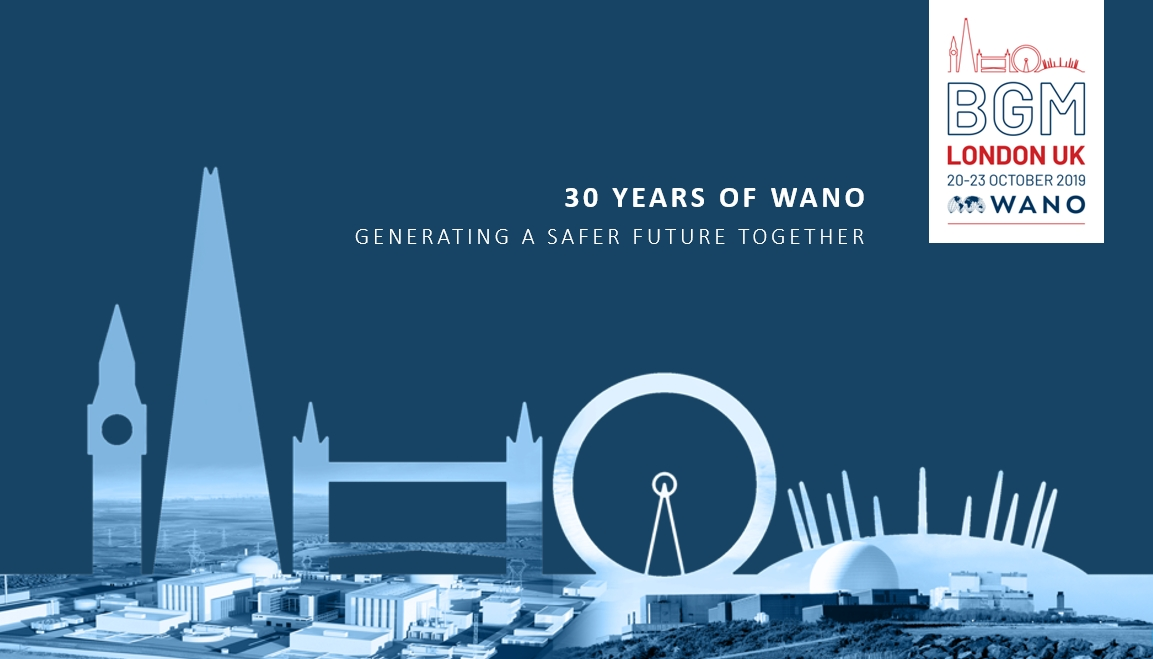 BGM
LONDON UK
20-23 OCTOBER 2019
WANO
30 YEARS OF WANO
GENERATING A SAFER FUTURE TOGETHER